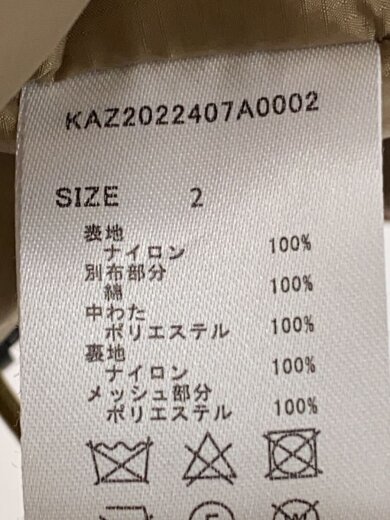 KAZ2022407A0002
SIZE 2
表地
ナイロン 100%
別布部分
綿 100%
中わた
ポリエステル 100%
裏地
ナイロン 100%
メッシュ部分
ポリエステル 100%